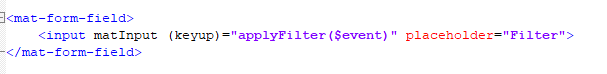 <mat-form-field>
    <input matInput (keyup)="applyFilter($event)" placeholder="Filter">
</mat-form-field>